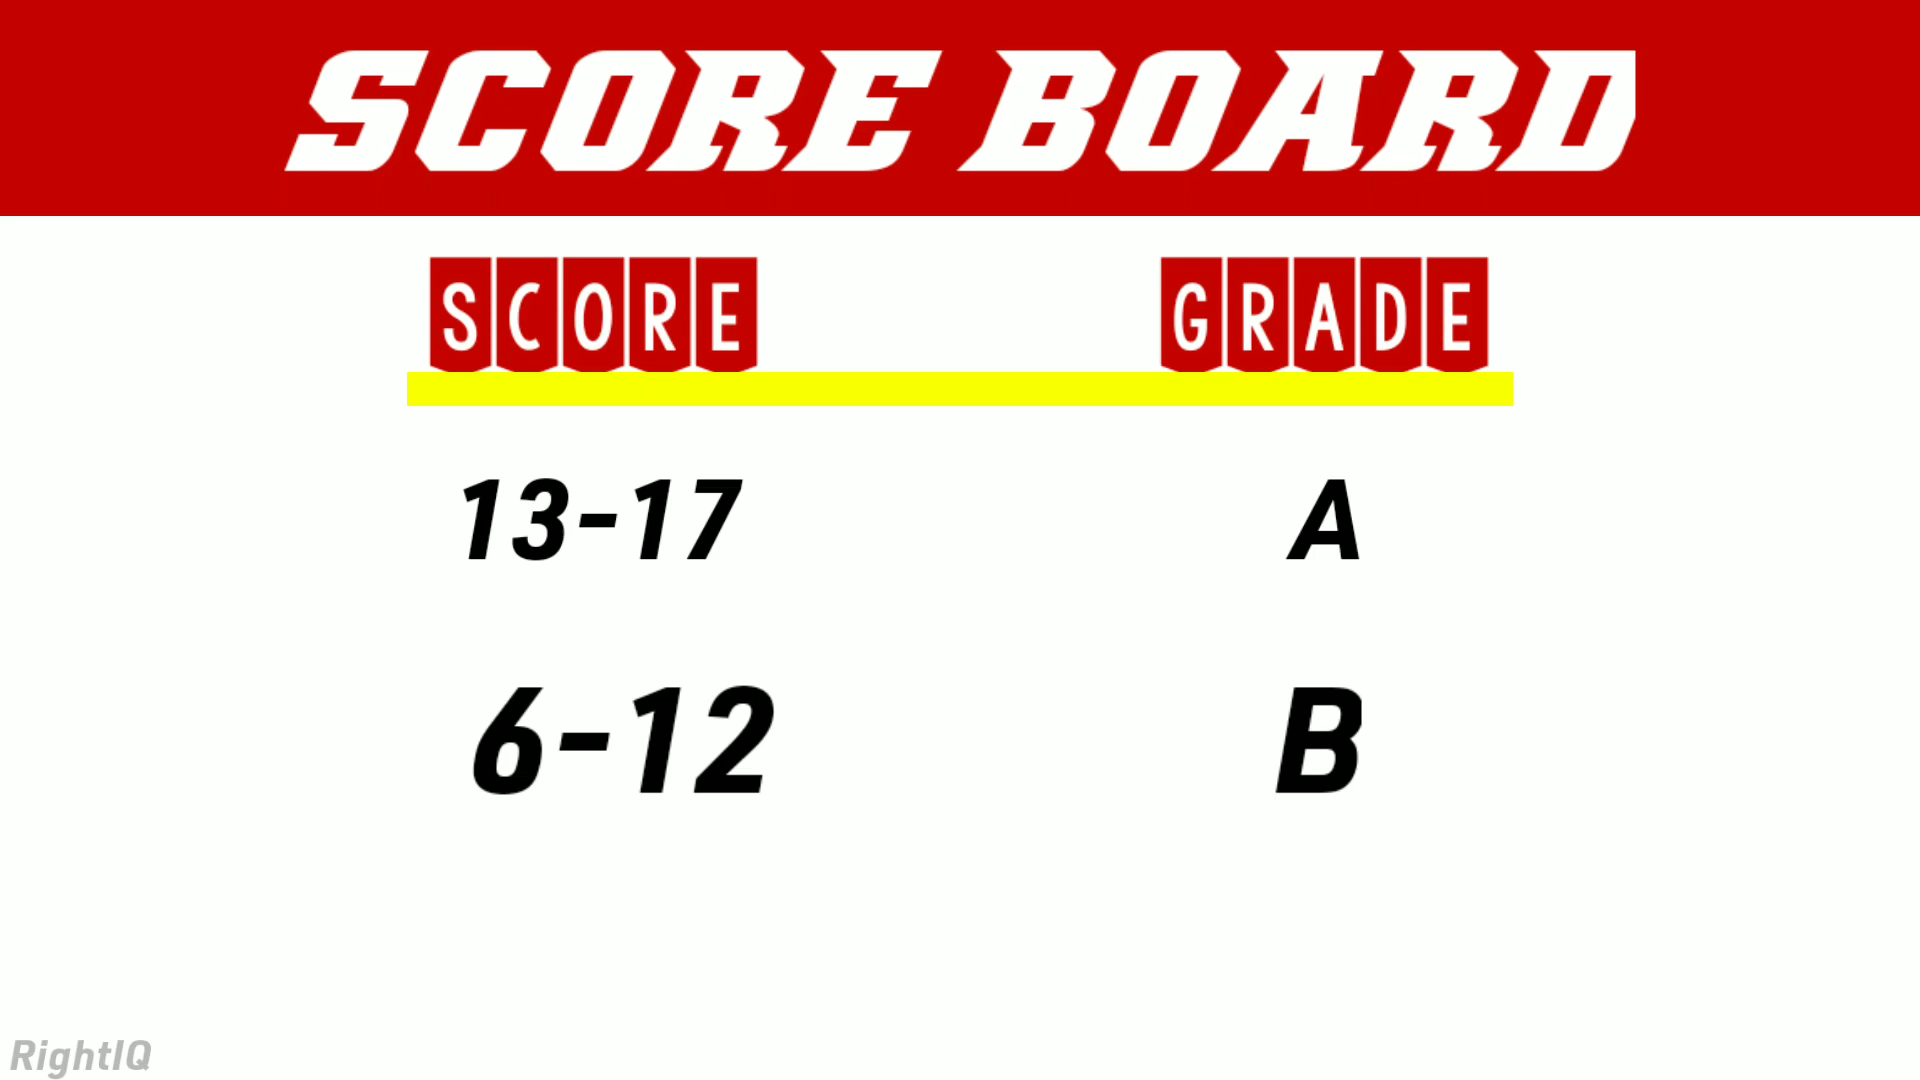 SCORE BOARD
SCORE GRADE
13-17 A
6-12 B
RightIQ